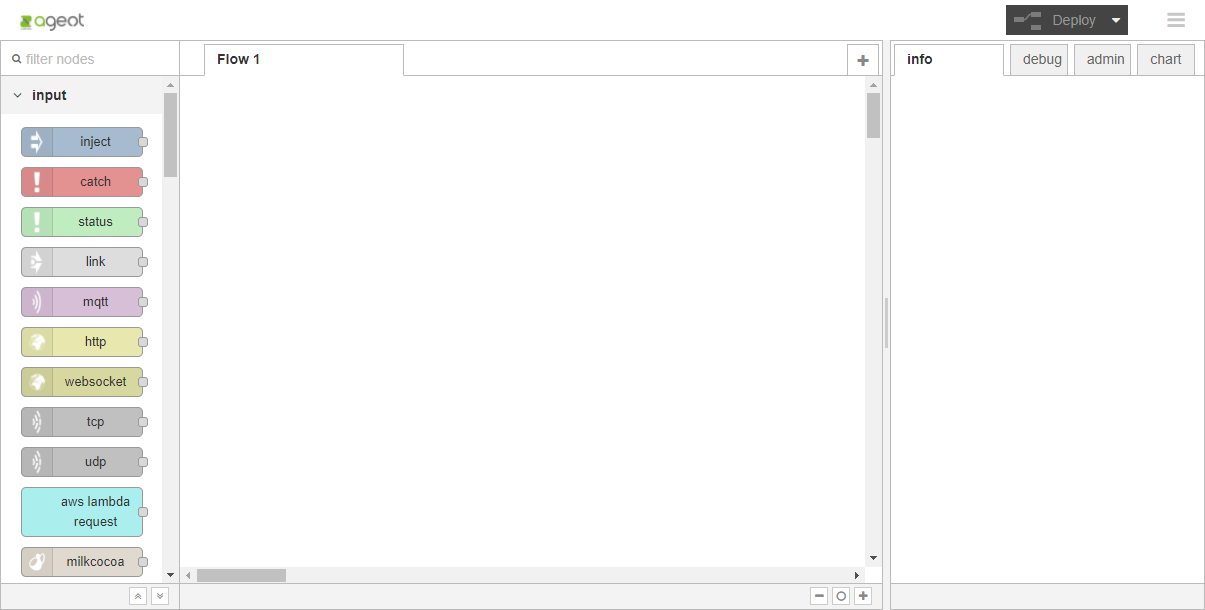 ageot
Deploy
filter nodes
Flow 1
info
debug
admin
chart
input
inject
catch
status
link
mqtt
http
websocket
tcp
udp
aws lambda
request
milkcocoa